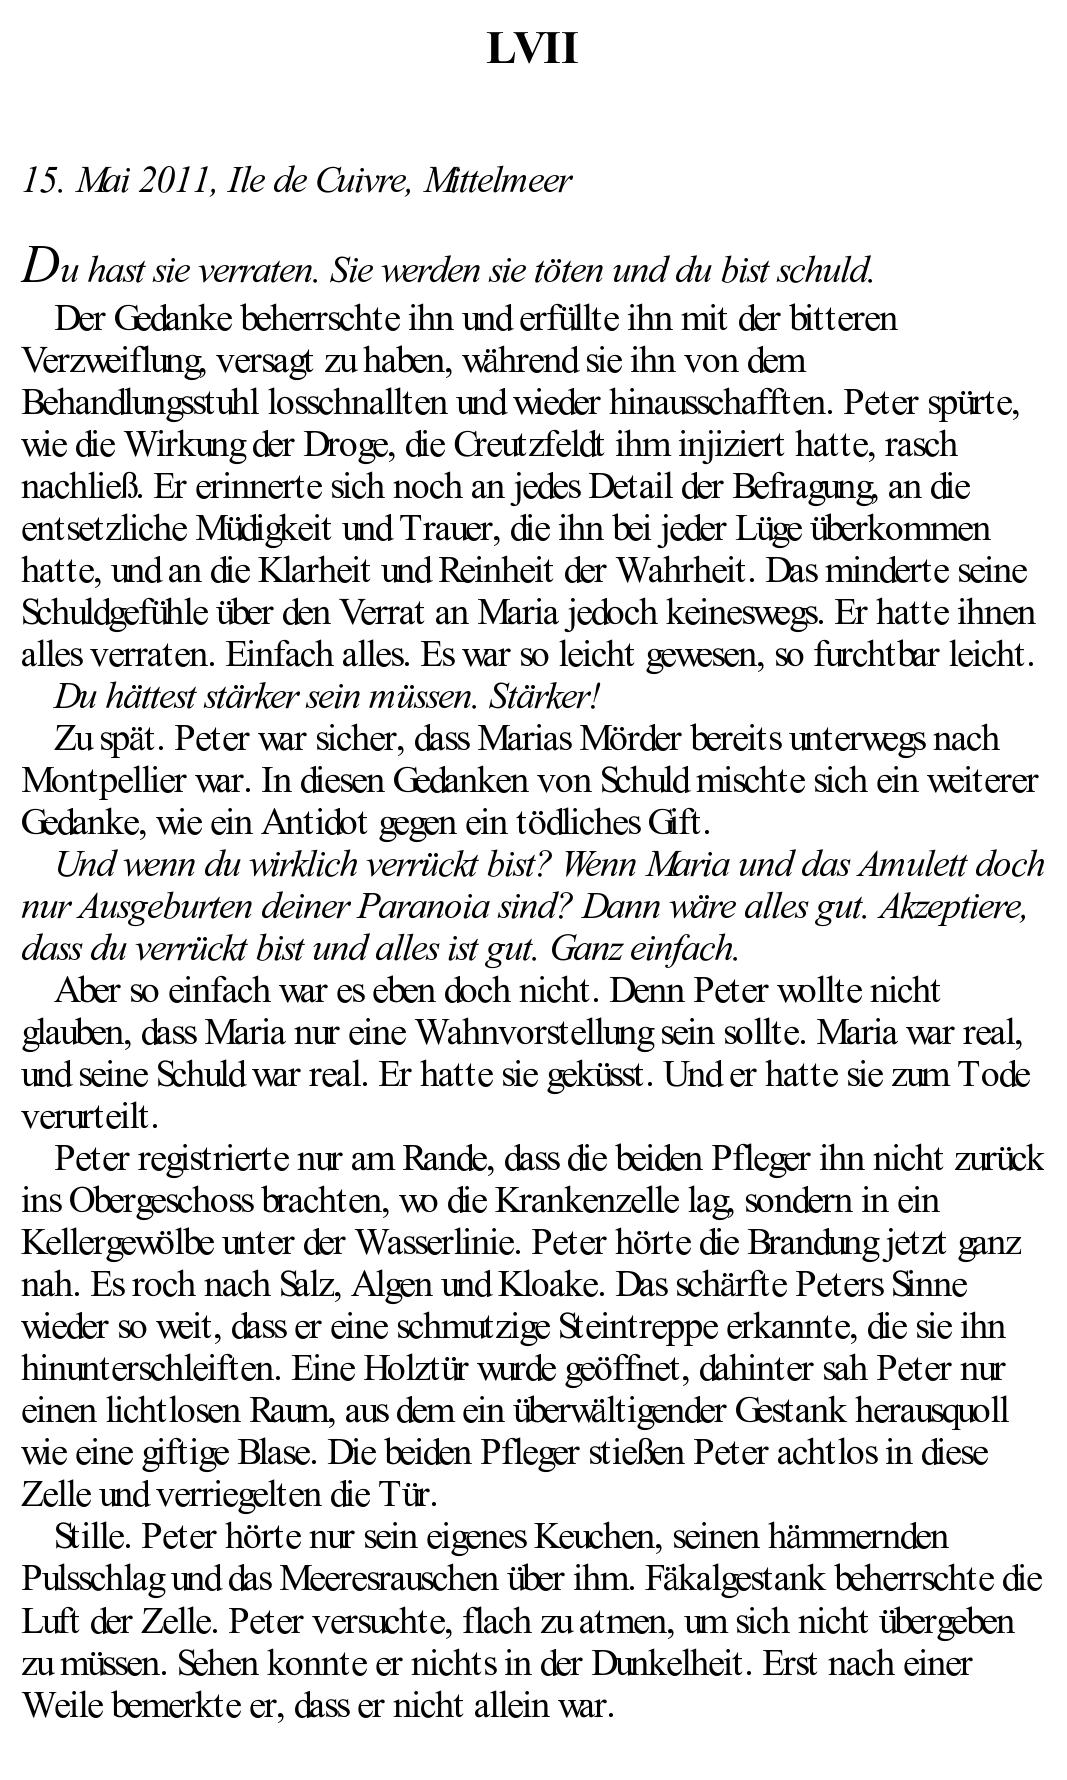 LVII
15. Mai 2011, Ile de Cuivre, Mittelmeer
Du hast sie verraten. Sie werden sie töten und du bist schuld.
Der Gedanke beherrschte ihn und erfüllte ihn mit der bitteren
Verzweiflung, versagt zu haben, während sie ihn von dem
Behandlungsstuhl losschnallten und wieder hinausschafften. Peter spürte,
wie die Wirkung der Droge, die Creutzfeldt ihm injiziert hatte, rasch
nachließ. Er erinnerte sich noch an jedes Detail der Befragung, an die
entsetzliche Müdigkeit und Trauer, die ihn bei jeder Lüge überkommen
hatte, und an die Klarheit und Reinheit der Wahrheit. Das minderte seine
Schuldgefühle über den Verrat an Maria jedoch keineswegs. Er hatte ihnen
alles verraten. Einfach alles. Es war so leicht gewesen, so furchtbar leicht.
Du hättest stärker sein müssen. Stärker!
Zu spät. Peter war sicher, dass Marias Mörder bereits unterwegs nach
Montpellier war. In diesen Gedanken von Schuld mischte sich ein weiterer
Gedanke, wie ein Antidot gegen ein tödliches Gift.
Und wenn du wirklich verrückt bist? Wenn Maria und das Amulett doch
nur Ausgeburten deiner Paranoia sind? Dann wäre alles gut. Akzeptiere,
dass du verrückt bist und alles ist gut. Ganz einfach.
Aber so einfach war es eben doch nicht. Denn Peter wollte nicht
glauben, dass Maria nur eine Wahnvorstellung sein sollte. Maria war real,
und seine Schuld war real. Er hatte sie geküsst. Und er hatte sie zum Tode
verurteilt.
Peter registrierte nur am Rande, dass die beiden Pfleger ihn nicht zurück
ins Obergeschoss brachten, wo die Krankenzelle lag, sondern in ein
Kellergewölbe unter der Wasserlinie. Peter hörte die Brandung jetzt ganz
nah. Es roch nach Salz, Algen und Kloake. Das schärfte Peters Sinne
wieder so weit, dass er eine schmutzige Steintreppe erkannte, die sie ihn
hinunterschleiften. Eine Holztür wurde geöffnet, dahinter sah Peter nur
einen lichtlosen Raum, aus dem ein überwältigender Gestank herausquoll
wie eine giftige Blase. Die beiden Pfleger stießen Peter achtlos in diese
Zelle und verriegelten die Tür.
Stille. Peter hörte nur sein eigenes Keuchen, seinen hämmernden
Pulsschlag und das Meeresrauschen über ihm. Fäkalgestank beherrschte die
Luft der Zelle. Peter versuchte, flach zu atmen, um sich nicht übergeben
zu müssen. Sehen konnte er nichts in der Dunkelheit. Erst nach einer
Weile bemerkte er, dass er nicht allein war.